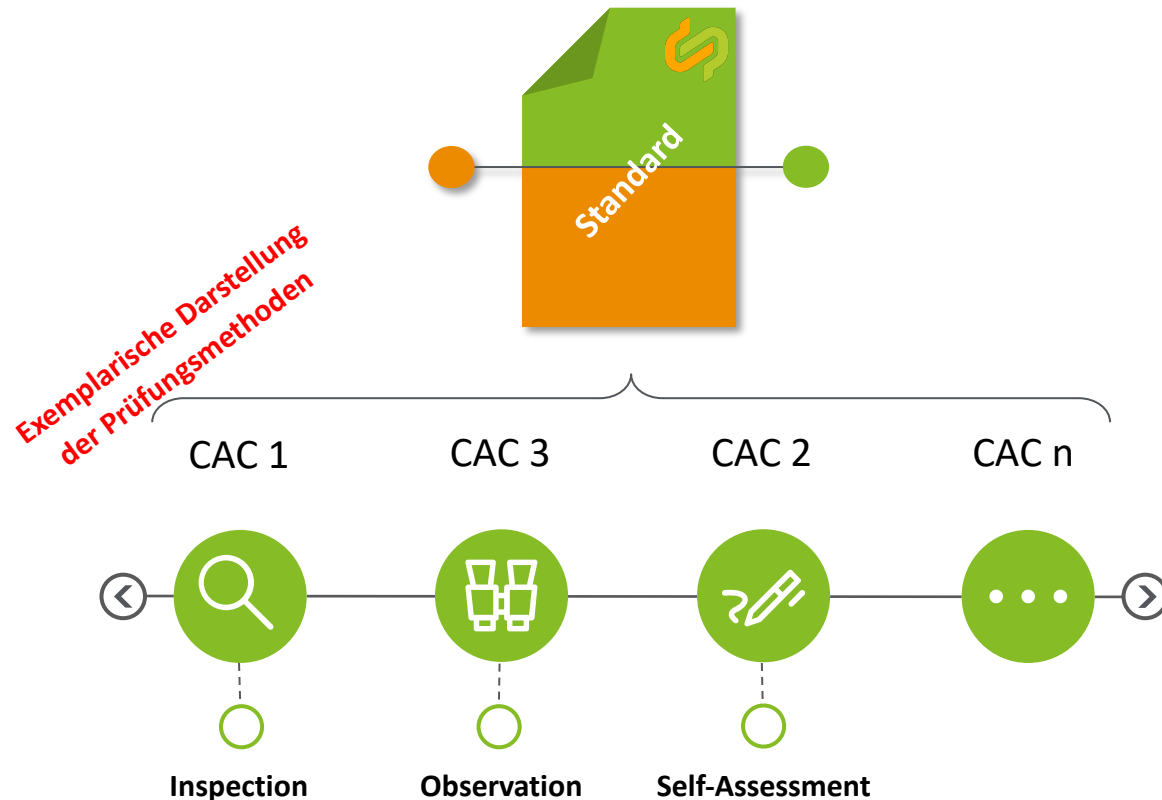 Standard
Exemplarische Darstellung
der Prüfungsmethoden
CAC 1
CAC 3
CAC 2
CAC n
Inspection
Observation
Self-Assessment